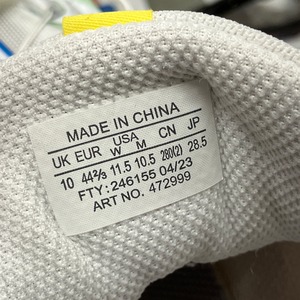 MADE IN CHINA
USA
UK EUR W M CN JP
10 44⅔ 11.5 10.5 280(2) 28.5
FTY: 246155 04/23
ART NO. 472999